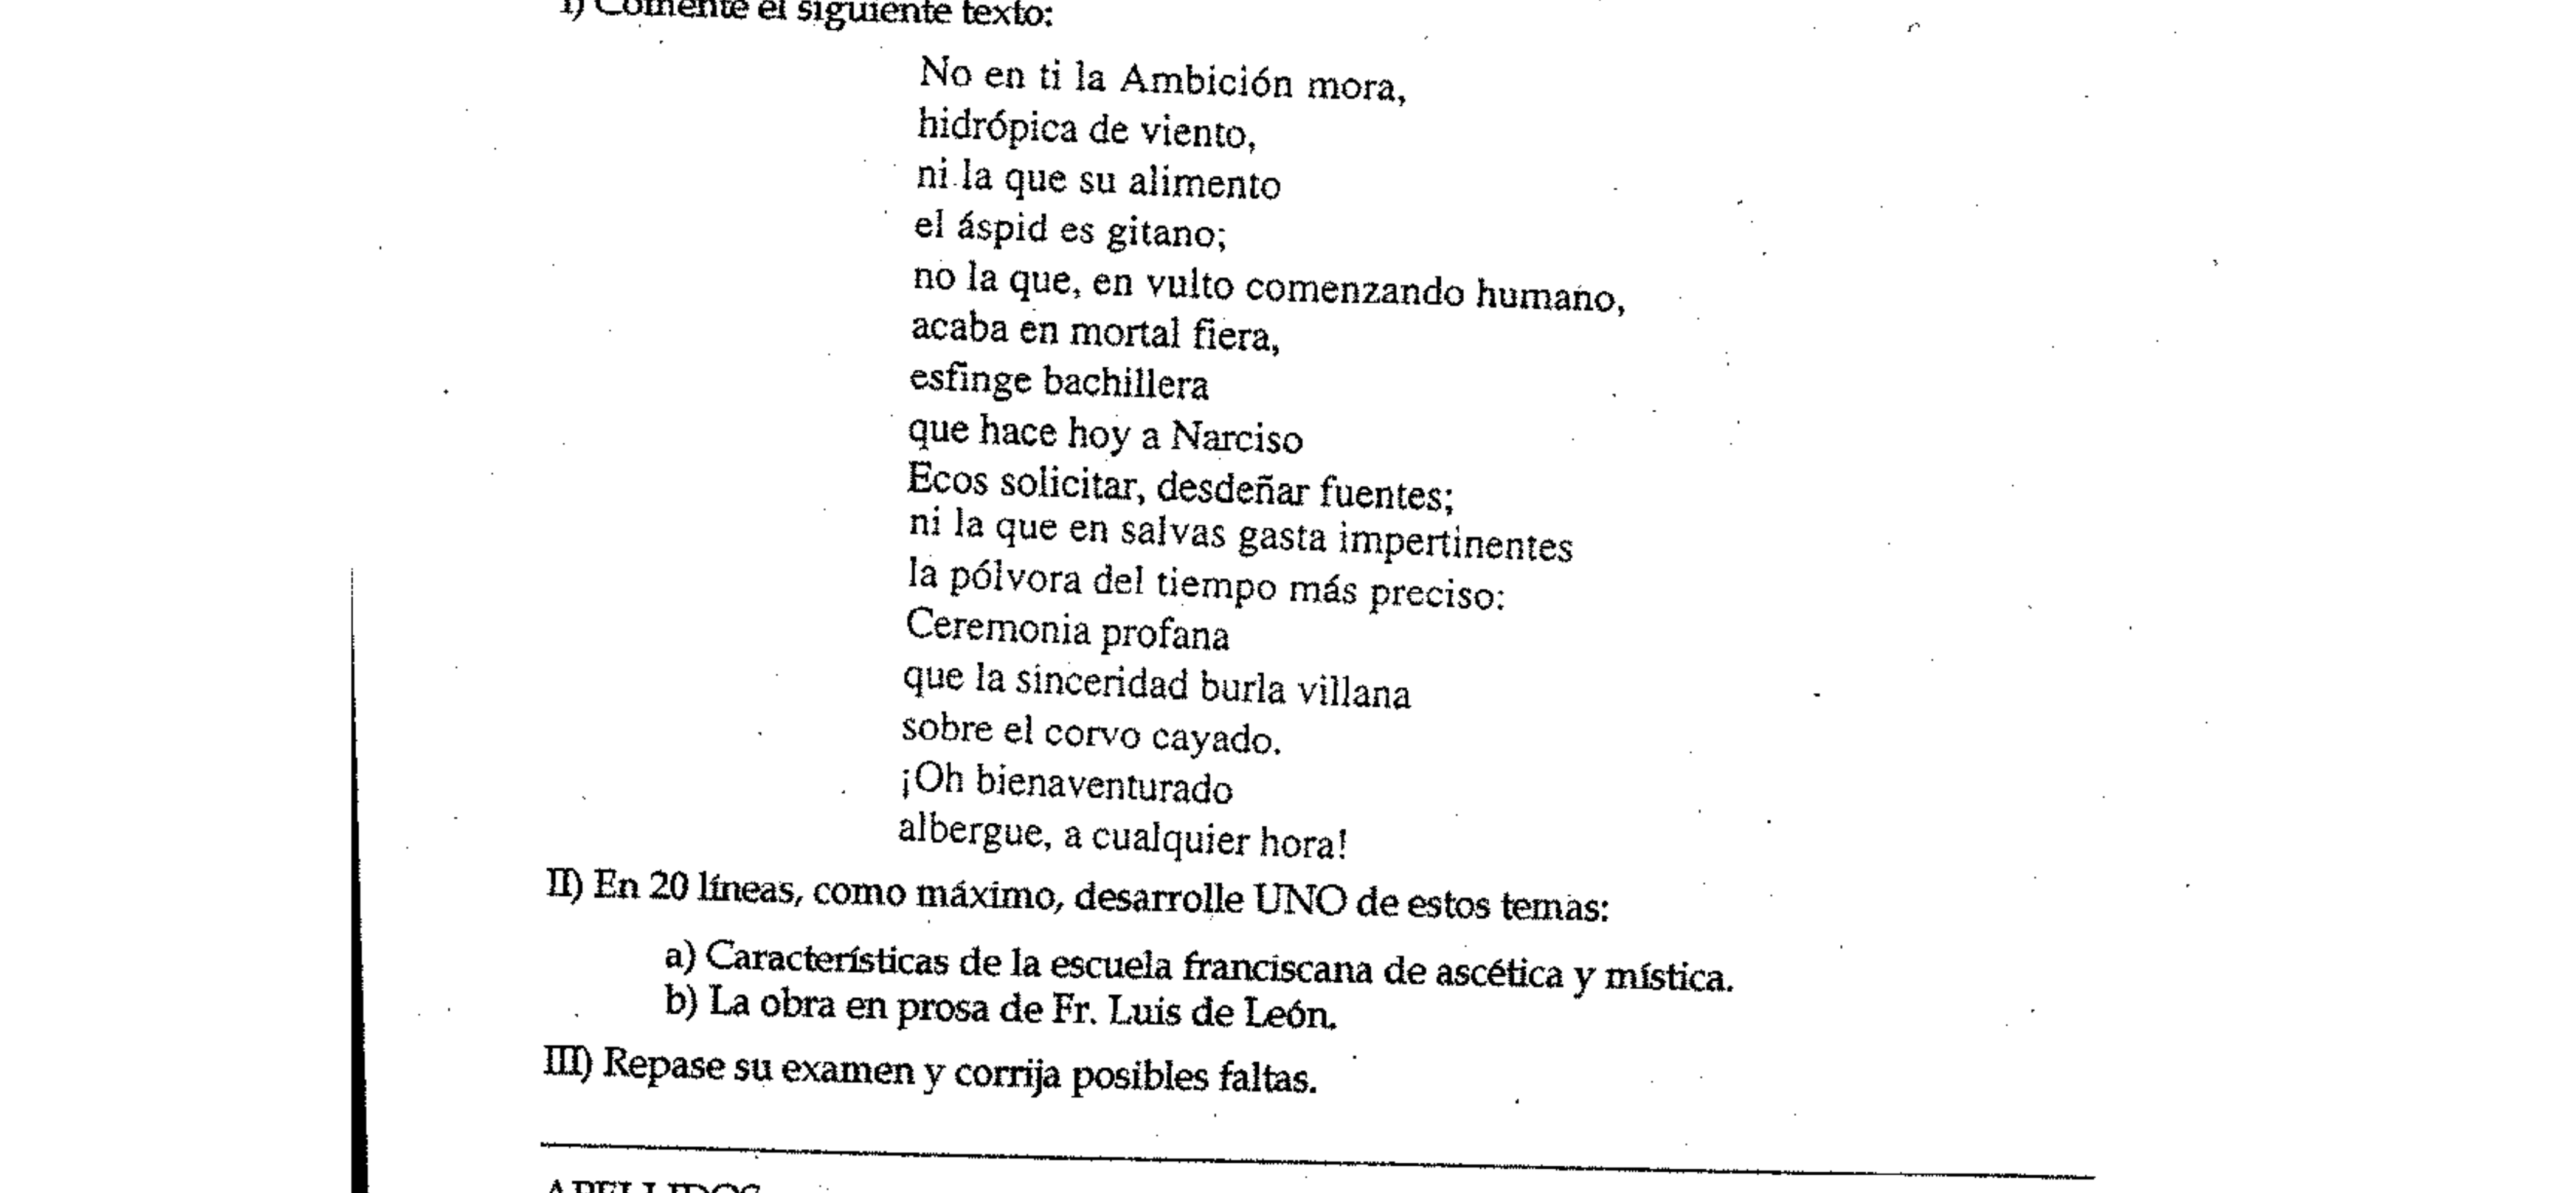 I) Comente el siguiente texto:
No en ti la Ambición mora,
hidrópica de viento,
ni la que su alimento
el áspid es gitano;
no la que, en vulto comenzando humano,
acaba en mortal fiera,
esfinge bachillera
que hace hoy a Narciso
Ecos solicitar, desdeñar fuentes;
ni la que en salvas gasta impertinentes
la pólvora del tiempo más preciso:
Ceremonia profana
que la sinceridad burla villana
sobre el corvo cayado.
¡Oh bienaventurado
albergue, a cualquier hora!
II) En 20 líneas, como máximo, desarrolle UNO de estos temas:
a) Características de la escuela franciscana de ascética y mística.
b) La obra en prosa de Fr. Luis de León.
III) Repase su examen y corrija posibles faltas.
APELLIDOS